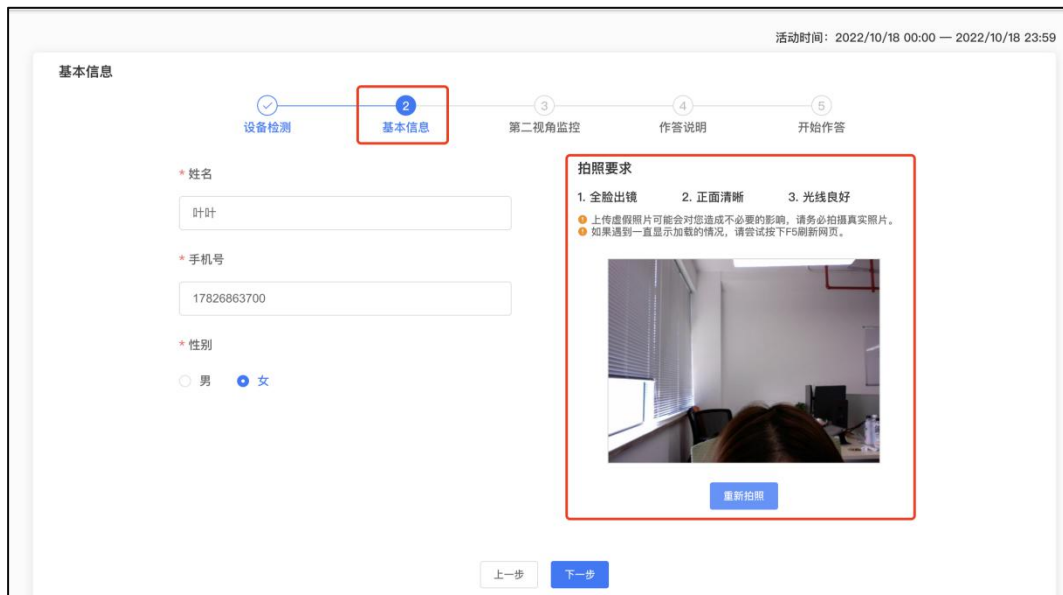 活动时间：2022/10/18 00:00 — 2022/10/18 23:59
基本信息
2 3 4 5
设备检测 基本信息 第二视角监控 作答说明 开始作答
* 姓名
叶叶
* 手机号
17826863700
* 性别
男 女
拍照要求
1. 全脸出镜 2. 正面清晰 3. 光线良好
上传虚假照片可能会对您造成不必要的影响，请务必拍摄真实照片。
如果遇到一直显示加载的情况，请尝试按下F5刷新网页。
重新拍照
上一步 下一步